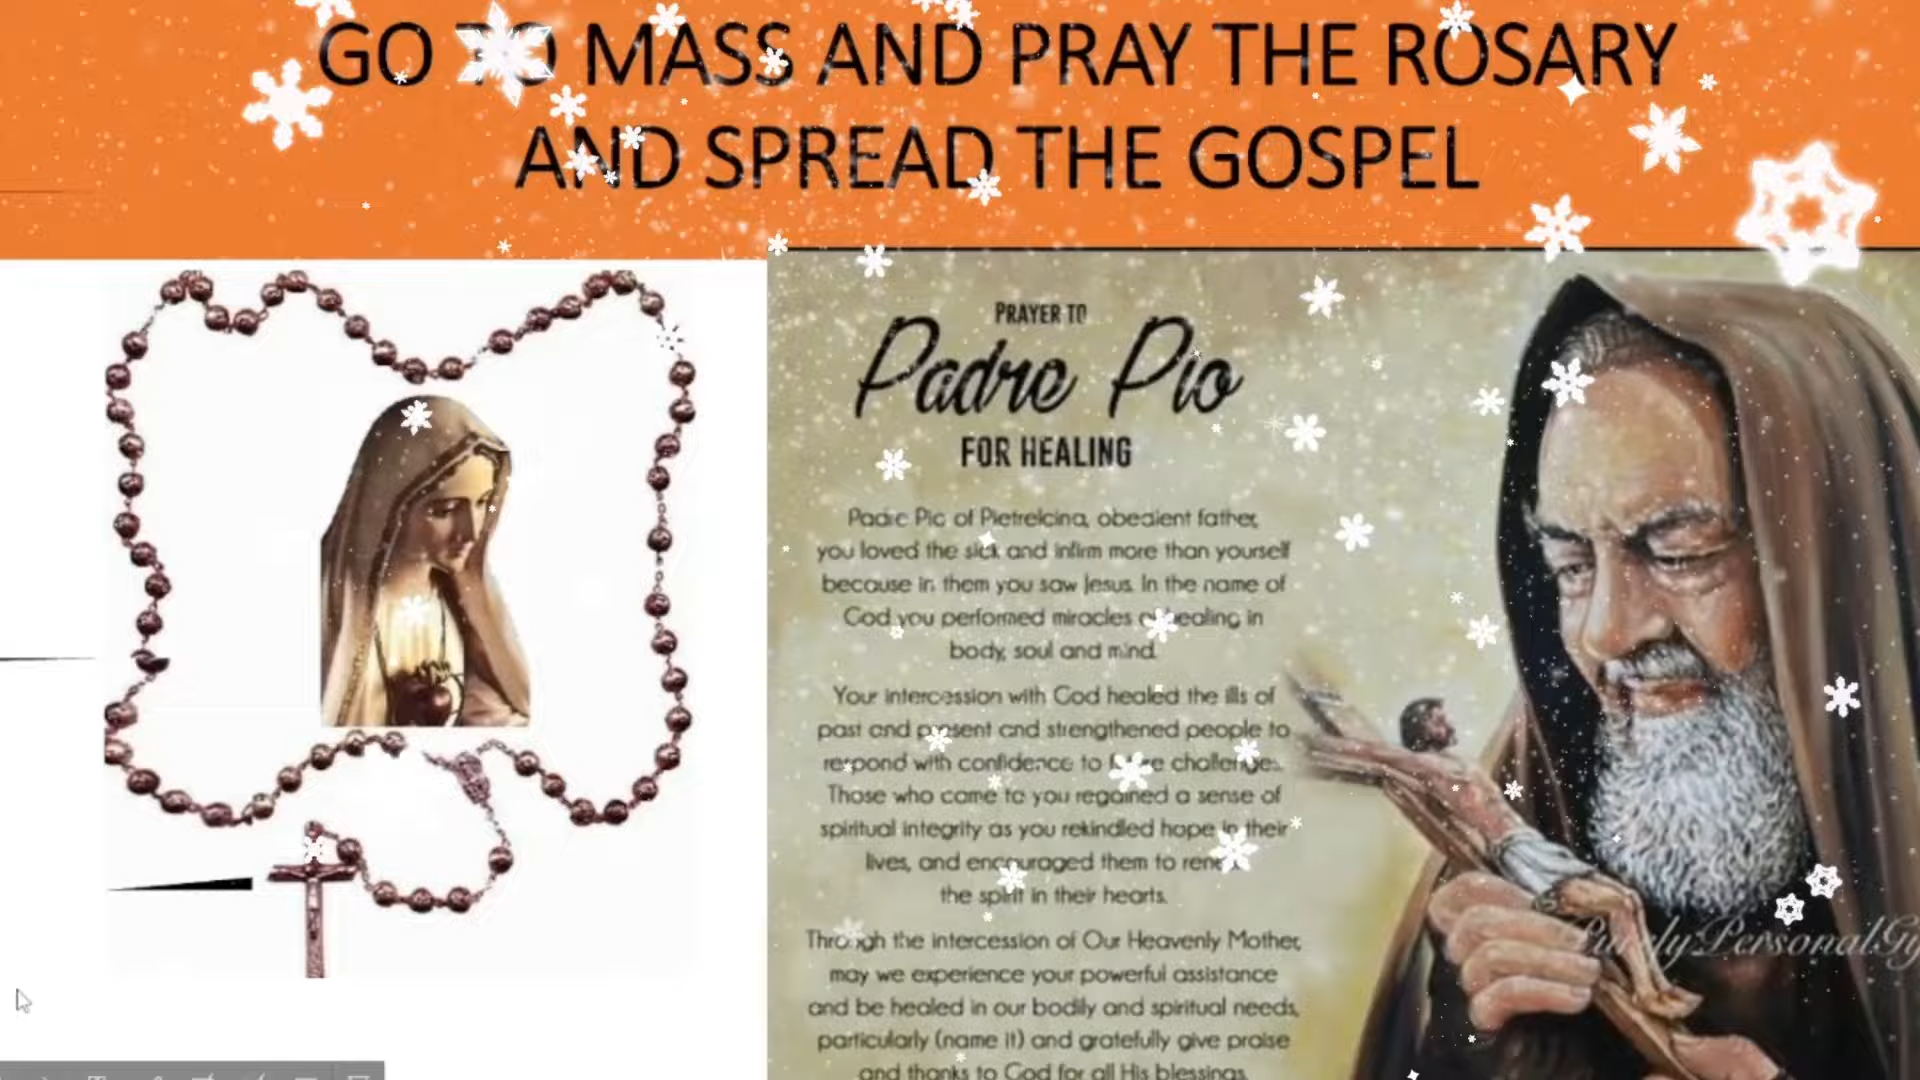 GO TO MASS AND PRAY THE ROSARY
AND SPREAD THE GOSPEL
PRAYER TO
Padre Pio
FOR HEALING
Padre Pio of Pietrelcina, obedient father,
you loved the sick and infirm more than yourself
because in them you saw Jesus. In the name of
God you performed miracles of healing in
body, soul and mind.
Your intercession with God healed the ills of
past and present and strengthened people to
respond with confidence to future challenges.
Those who came to you regained a sense of
spiritual integrity as you rekindled hope in their
lives, and encouraged them to renew
the spirit in their hearts.
Through the intercession of Our Heavenly Mother,
may we experience your powerful assistance
and be healed in our bodily and spiritual needs,
particularly (name it) and gratefully give praise
and thanks to God for all His blessings.
PurelyPersonalGy